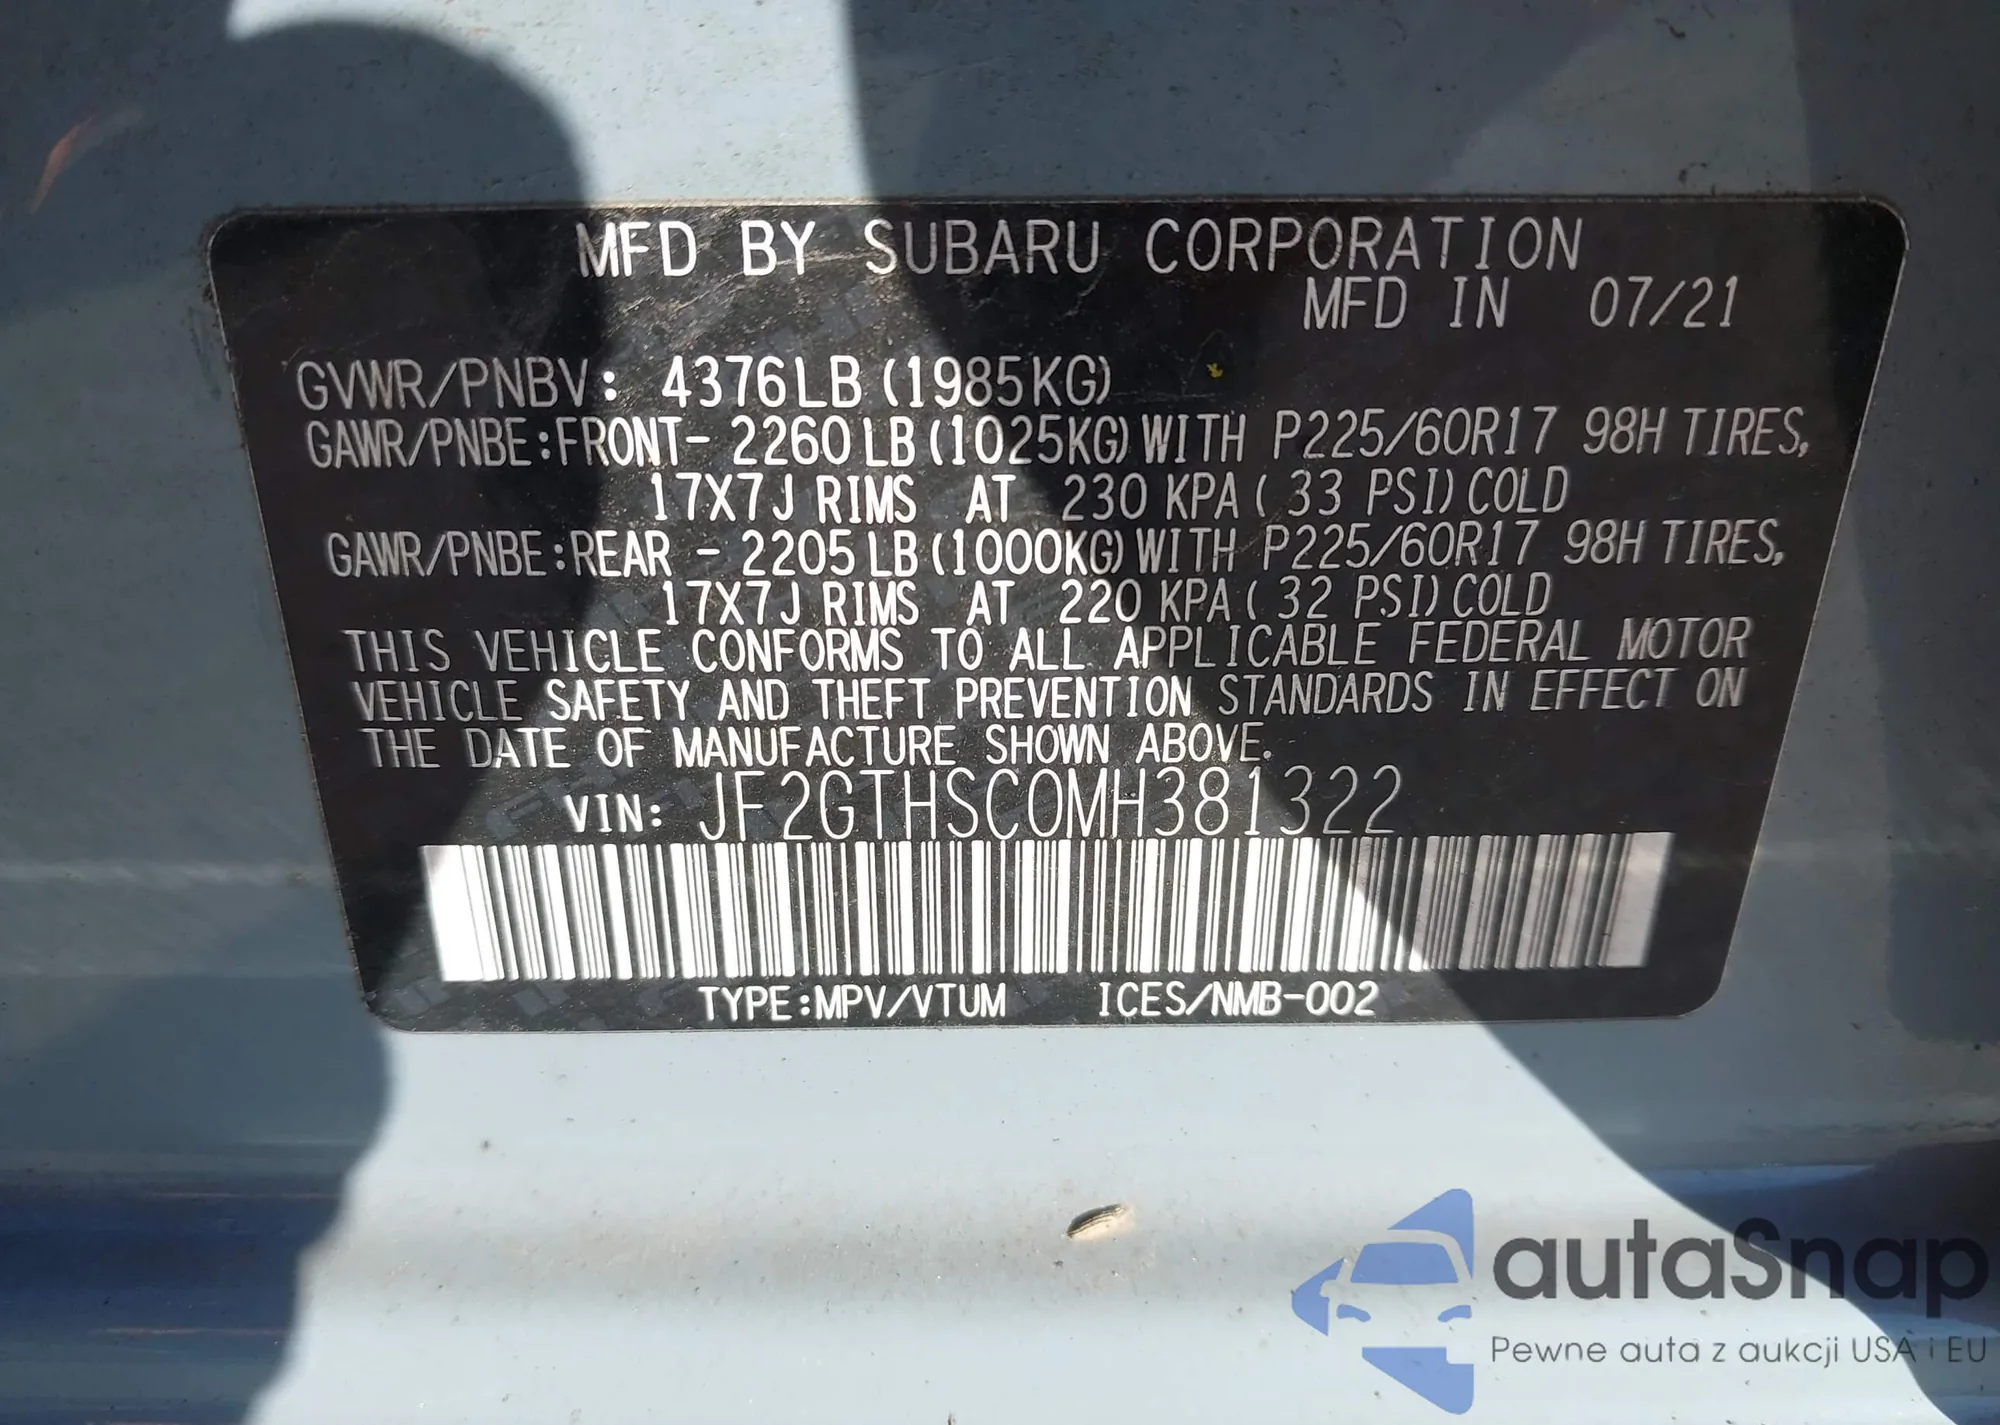 MFD BY SUBARU CORPORATION
MFD IN 07/21
GVWR/PNBV: 4376LB (1985KG)
GAWR/PNBE:FRONT- 2260 LB (1025KG) WITH P225/60R17 98H TIRES,
17X7J RIMS AT 230 KPA ( 33 PSI) COLD
GAWR/PNBE:REAR - 2205 LB (1000KG) WITH P225/60R17 98H TIRES,
17X7J RIMS AT 220 KPA ( 32 PSI) COLD
THIS VEHICLE CONFORMS TO ALL APPLICABLE FEDERAL MOTOR
VEHICLE SAFETY AND THEFT PREVENTION STANDARDS IN EFFECT ON
THE DATE OF MANUFACTURE SHOWN ABOVE.
VIN: JF2GTHSC0MH381322
TYPE:MPV/VTUM ICES/NMB-002
autaSnap
Pewne auta z aukcji USA i EU